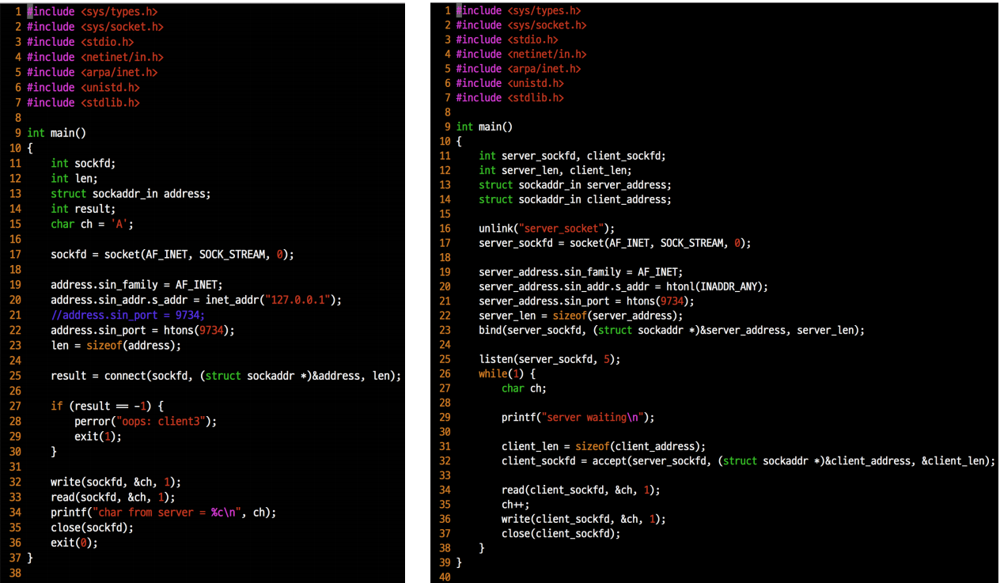 1 #include <sys/types.h>
2 #include <sys/socket.h>
3 #include <stdio.h>
4 #include <netinet/in.h>
5 #include <arpa/inet.h>
6 #include <unistd.h>
7 #include <stdlib.h>
8
9 int main()
10 {
11     int sockfd;
12     int len;
13     struct sockaddr_in address;
14     int result;
15     char ch = 'A';
16
17     sockfd = socket(AF_INET, SOCK_STREAM, 0);
18
19     address.sin_family = AF_INET;
20     address.sin_addr.s_addr = inet_addr("127.0.0.1");
21     //address.sin_port = 9734;
22     address.sin_port = htons(9734);
23     len = sizeof(address);
24
25     result = connect(sockfd, (struct sockaddr *)&address, len);
26
27     if (result == -1) {
28         perror("oops: client3");
29         exit(1);
30     }
31
32     write(sockfd, &ch, 1);
33     read(sockfd, &ch, 1);
34     printf("char from server = %c\n", ch);
35     close(sockfd);
36     exit(0);
37 }
38
1 #include <sys/types.h>
2 #include <sys/socket.h>
3 #include <stdio.h>
4 #include <netinet/in.h>
5 #include <arpa/inet.h>
6 #include <unistd.h>
7 #include <stdlib.h>
8
9 int main()
10 {
11     int server_sockfd, client_sockfd;
12     int server_len, client_len;
13     struct sockaddr_in server_address;
14     struct sockaddr_in client_address;
15
16     unlink("server_socket");
17     server_sockfd = socket(AF_INET, SOCK_STREAM, 0);
18
19     server_address.sin_family = AF_INET;
20     server_address.sin_addr.s_addr = htonl(INADDR_ANY);
21     server_address.sin_port = htons(9734);
22     server_len = sizeof(server_address);
23     bind(server_sockfd, (struct sockaddr *)&server_address, server_len);
24
25     listen(server_sockfd, 5);
26     while(1) {
27         char ch;
28
29         printf("server waiting\n");
30
31         client_len = sizeof(client_address);
32         client_sockfd = accept(server_sockfd, (struct sockaddr *)&client_address, &client_len);
33
34         read(client_sockfd, &ch, 1);
35         ch++;
36         write(client_sockfd, &ch, 1);
37         close(client_sockfd);
38     }
39 }
40